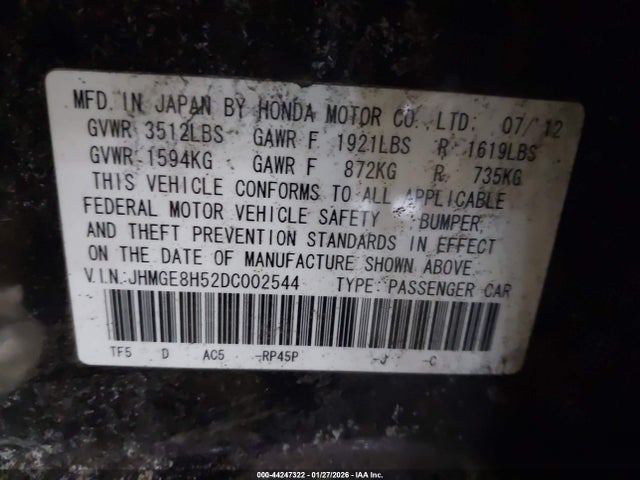 MFD. IN JAPAN BY HONDA MOTOR CO., LTD. 07/'12
GVWR 3512LBS GAWR F 1921LBS R 1619LBS
GVWR 1594KG GAWR F 872KG R 735KG
THIS VEHICLE CONFORMS TO ALL APPLICABLE
FEDERAL MOTOR VEHICLE SAFETY BUMPER,
AND THEFT PREVENTION STANDARDS IN EFFECT
ON THE DATE OF MANUFACTURE SHOWN ABOVE.
V.I.N:JHMGE8H52DC002544 TYPE:PASSENGER CAR
TF5 D AC5 -RP45P -J -C
000-44247322 | 01/27/2026 | © IAA Inc.